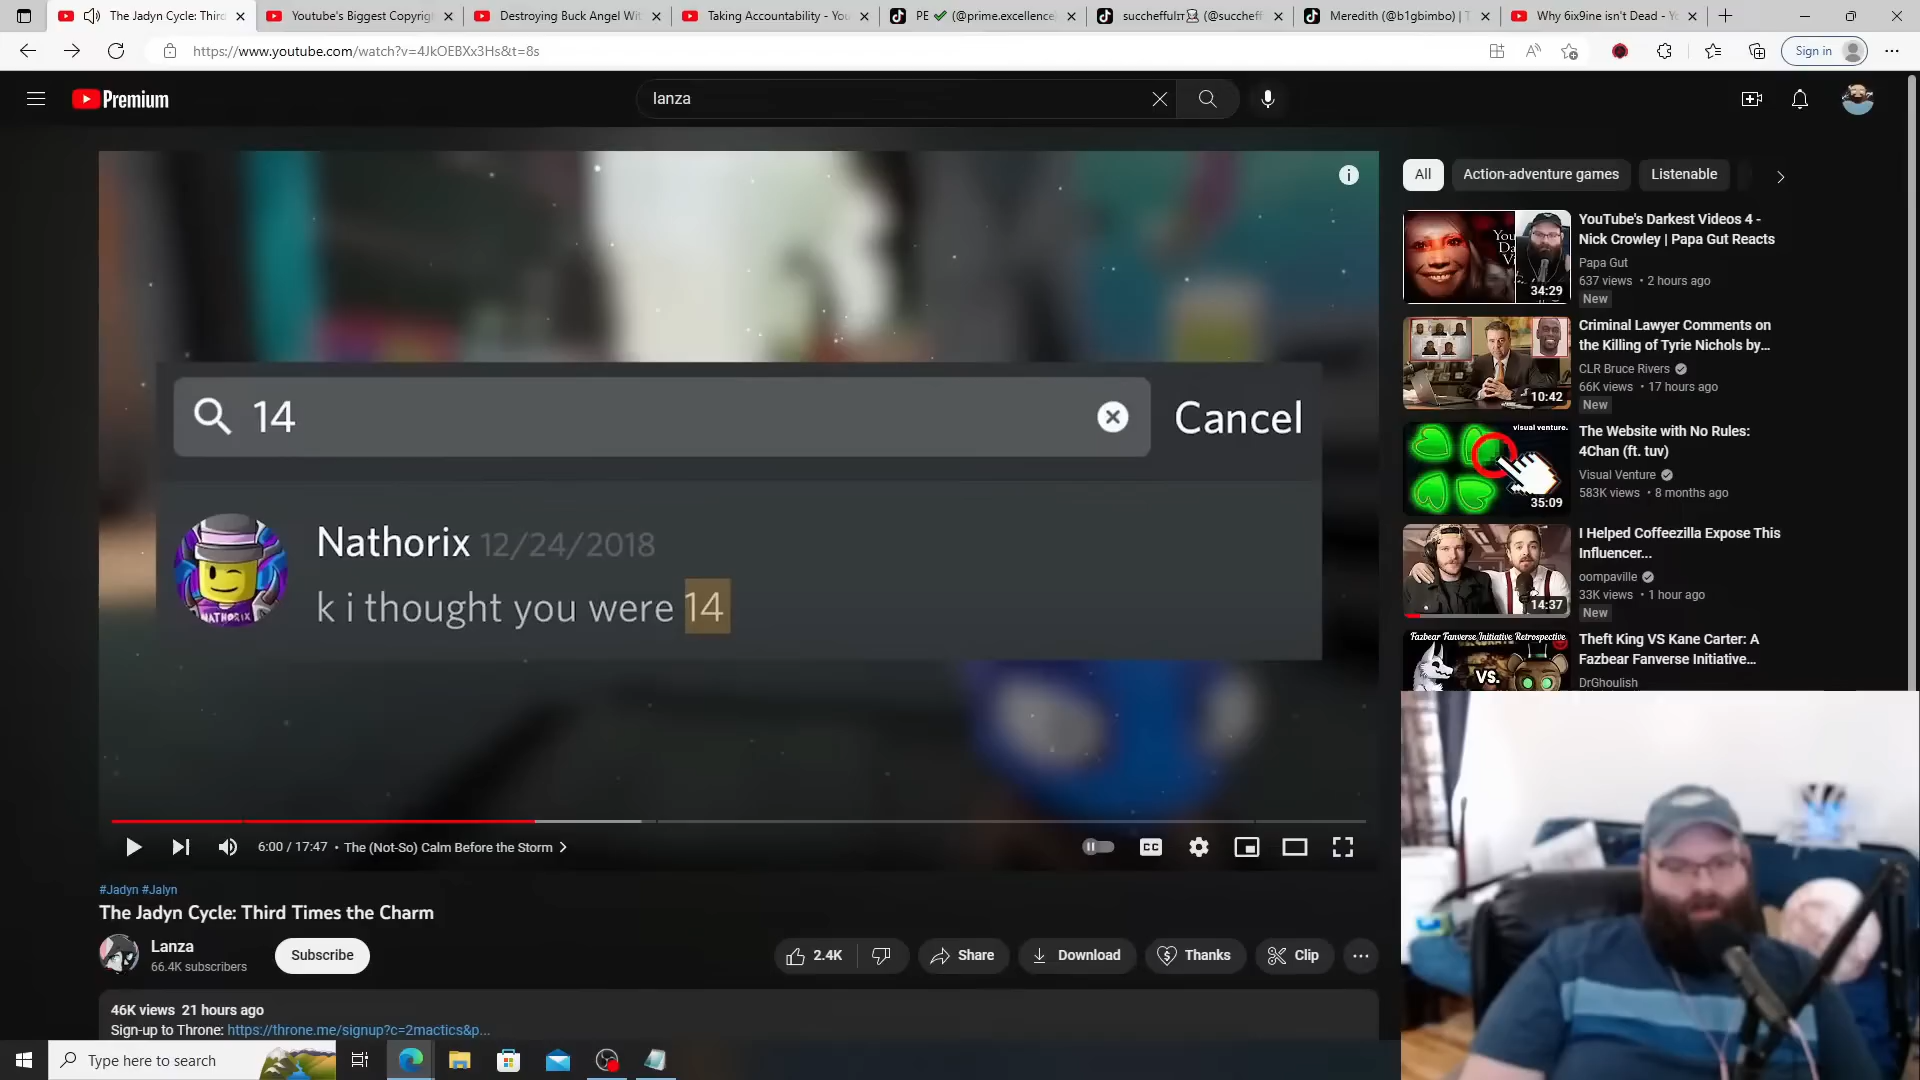 The Jadyn Cycle: Third
Youtube's Biggest Copyrig
Destroying Buck Angel Wit
Taking Accountability - You
PE ✅ (@prime.excellence
Meredith (@b1gbimbo) | T
Why 6ix9ine isn't Dead - Yo
https://www.youtube.com/watch?v=4JkOEBXx3Hs&t=8s
Sign in
Premium
lanza
14
Cancel
Nathorix 12/24/2018
k i thought you were 14
NATHORIX
6:00 / 17:47 • The (Not-So) Calm Before the Storm
CC
#Jadyn #Jalyn
The Jadyn Cycle: Third Times the Charm
Lanza
66.4K subscribers
Subscribe
2.4K
Share
Download
Thanks
Clip
46K views 21 hours ago
Sign-up to Throne: https://throne.me/signup?c=2mactics&p...
All
Action-adventure games
Listenable
34:29
YouTube's Darkest Videos 4 -
Nick Crowley | Papa Gut Reacts
Papa Gut
637 views • 2 hours ago
New
10:42
Criminal Lawyer Comments on
the Killing of Tyrie Nichols by...
CLR Bruce Rivers
66K views • 17 hours ago
New
visual venture.
35:09
The Website with No Rules:
4Chan (ft. tuv)
Visual Venture
583K views • 8 months ago
14:37
I Helped Coffeezilla Expose This
Influencer...
oompaville
33K views • 1 hour ago
New
Fazbear Fanverse Initiative Retrospective
VS.
Theft King VS Kane Carter: A
Fazbear Fanverse Initiative...
DrGhoulish
Type here to search